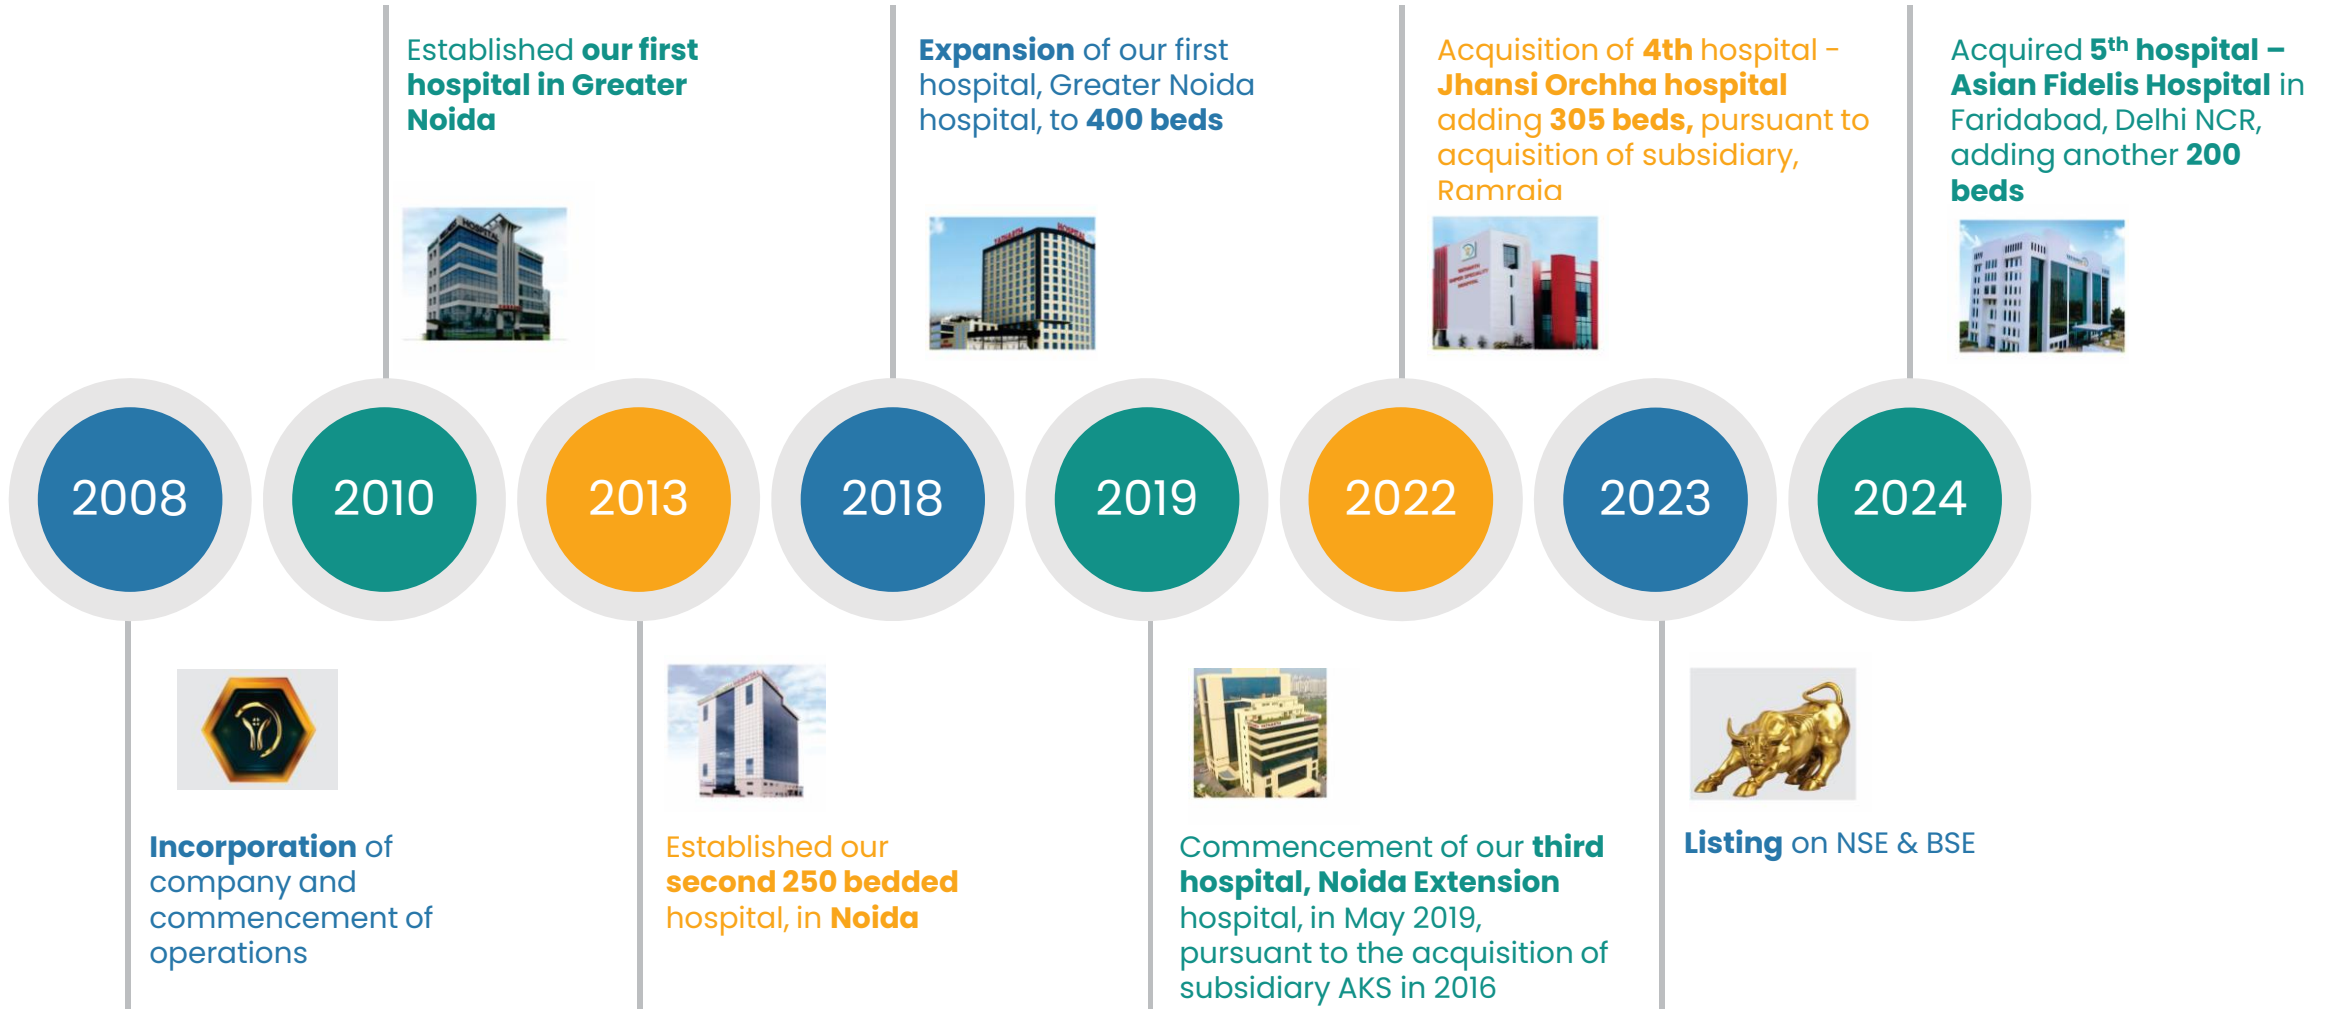 Established our first
hospital in Greater
Noida
Expansion of our first
hospital, Greater Noida
hospital, to 400 beds
Acquisition of 4th hospital -
Jhansi Orchha hospital
adding 305 beds, pursuant to
acquisition of subsidiary,
Ramraja
Acquired 5th hospital –
Asian Fidelis Hospital in
Faridabad, Delhi NCR,
adding another 200
beds
HOSPITAL
YATHARTH HOSPITAL
2008
2010
2013
2018
2019
2022
2023
2024
Incorporation of
company and
commencement of
operations
Established our
second 250 bedded
hospital, in Noida
Commencement of our third
hospital, Noida Extension
hospital, in May 2019,
pursuant to the acquisition of
subsidiary AKS in 2016
Listing on NSE & BSE